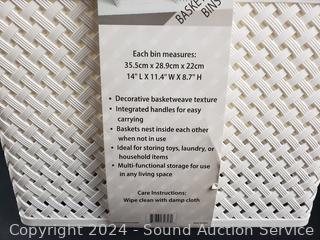 BASKET
BINS
Each bin measures:
35.5cm x 28.9cm x 22cm
14" L X 11.4" W X 8.7" H
• Decorative basketweave texture
• Integrated handles for easy
carrying
• Baskets nest inside each other
when not in use
• Ideal for storing toys, laundry, or
household items
• Multi-functional storage for use
in any living space
Care Instructions:
Wipe clean with damp cloth
Copyright 2024 - Sound Auction Service